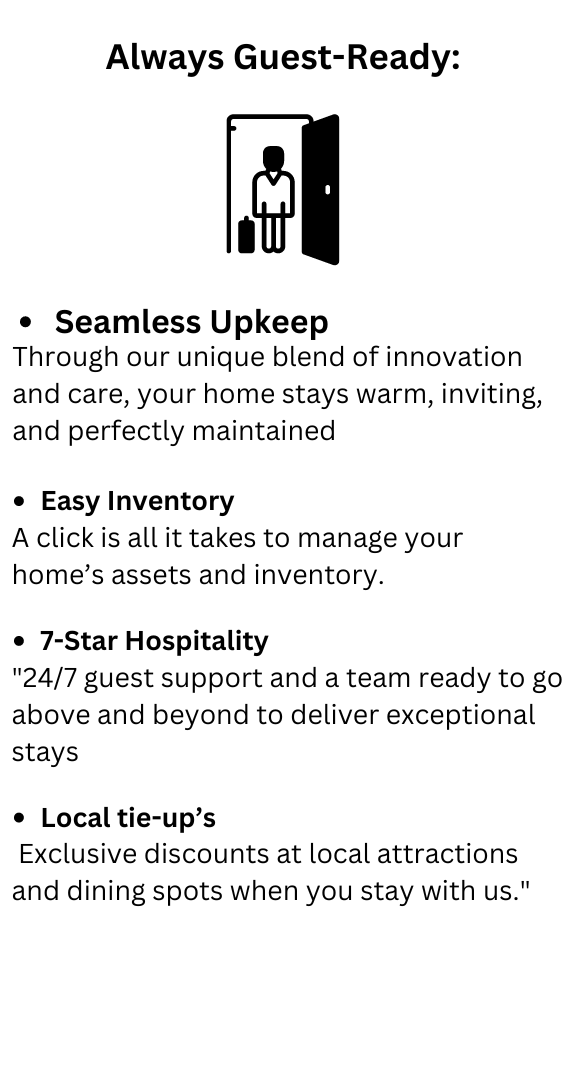 Always Guest-Ready:
• Seamless Upkeep
Through our unique blend of innovation
and care, your home stays warm, inviting,
and perfectly maintained
• Easy Inventory
A click is all it takes to manage your
home’s assets and inventory.
• 7-Star Hospitality
"24/7 guest support and a team ready to go
above and beyond to deliver exceptional
stays
• Local tie-up’s
Exclusive discounts at local attractions
and dining spots when you stay with us."